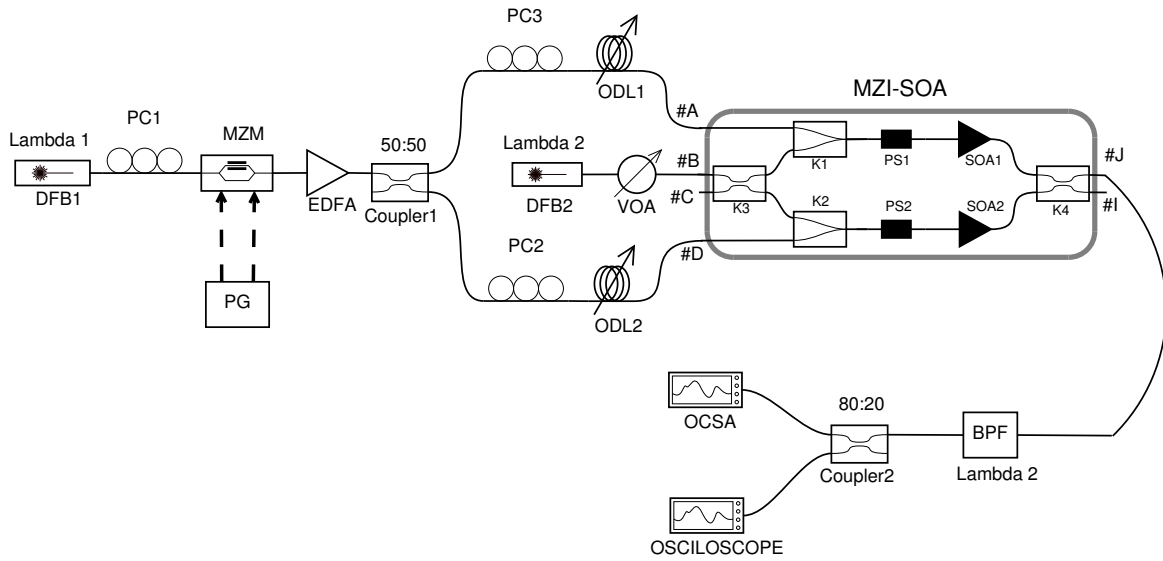 PC3
ODL1
MZI-SOA
#A
Lambda 1
PC1
MZM
50:50
Lambda 2
#B
K1
PS1
SOA1
#J
DFB1
EDFA
Coupler1
DFB2
VOA
#C
K3
K2
PS2
SOA2
K4
#I
PC2
#D
PG
ODL2
OCSA
80:20
BPF
Coupler2
Lambda 2
OSCILOSCOPE